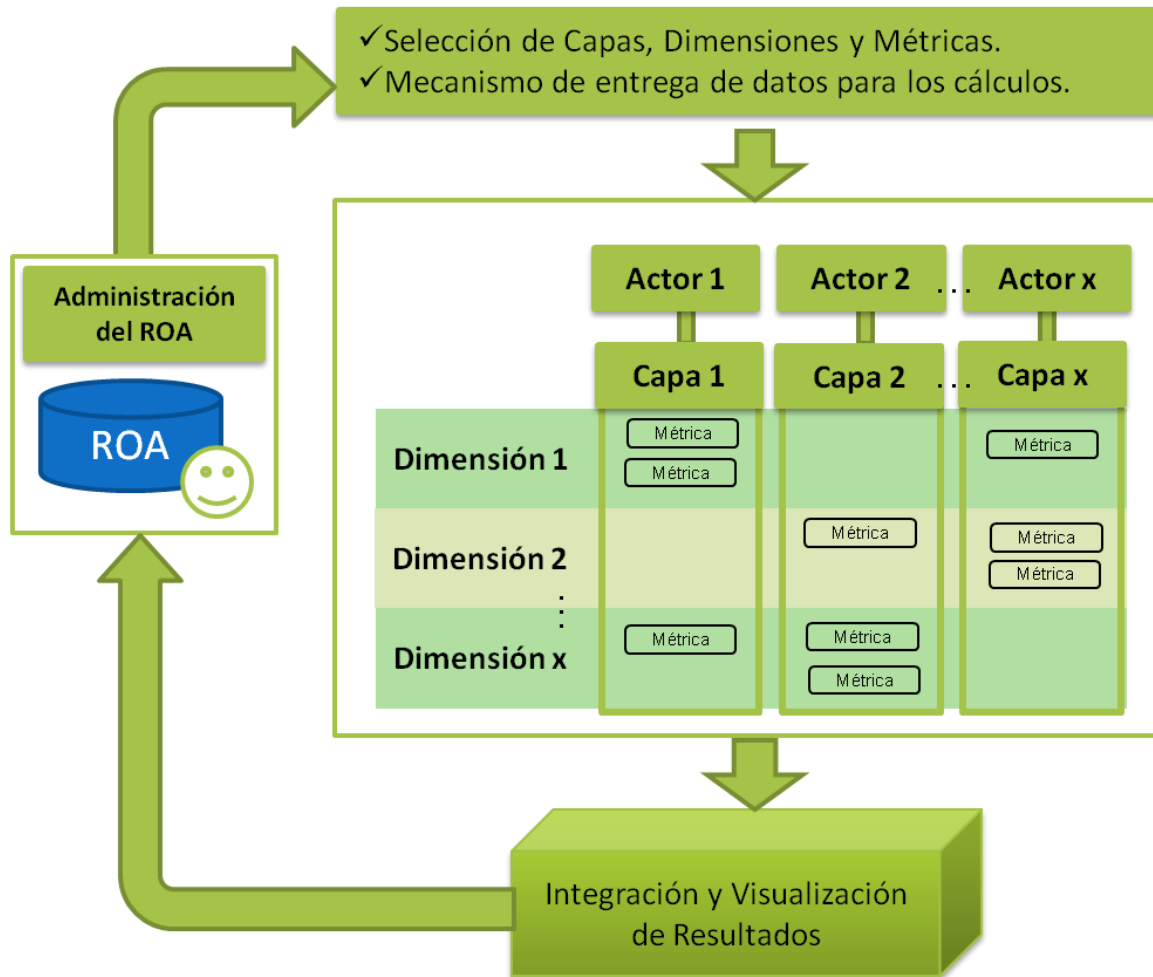 ✓Selección de Capas, Dimensiones y Métricas.
✓Mecanismo de entrega de datos para los cálculos.
Administración
del ROA
ROA
Actor 1
Actor 2
...
Actor x
Capa 1
Capa 2
...
Capa x
Dimensión 1
Métrica
Métrica
Métrica
Dimensión 2
Métrica
Métrica
Métrica
...
Dimensión x
Métrica
Métrica
Métrica
Integración y Visualización
de Resultados